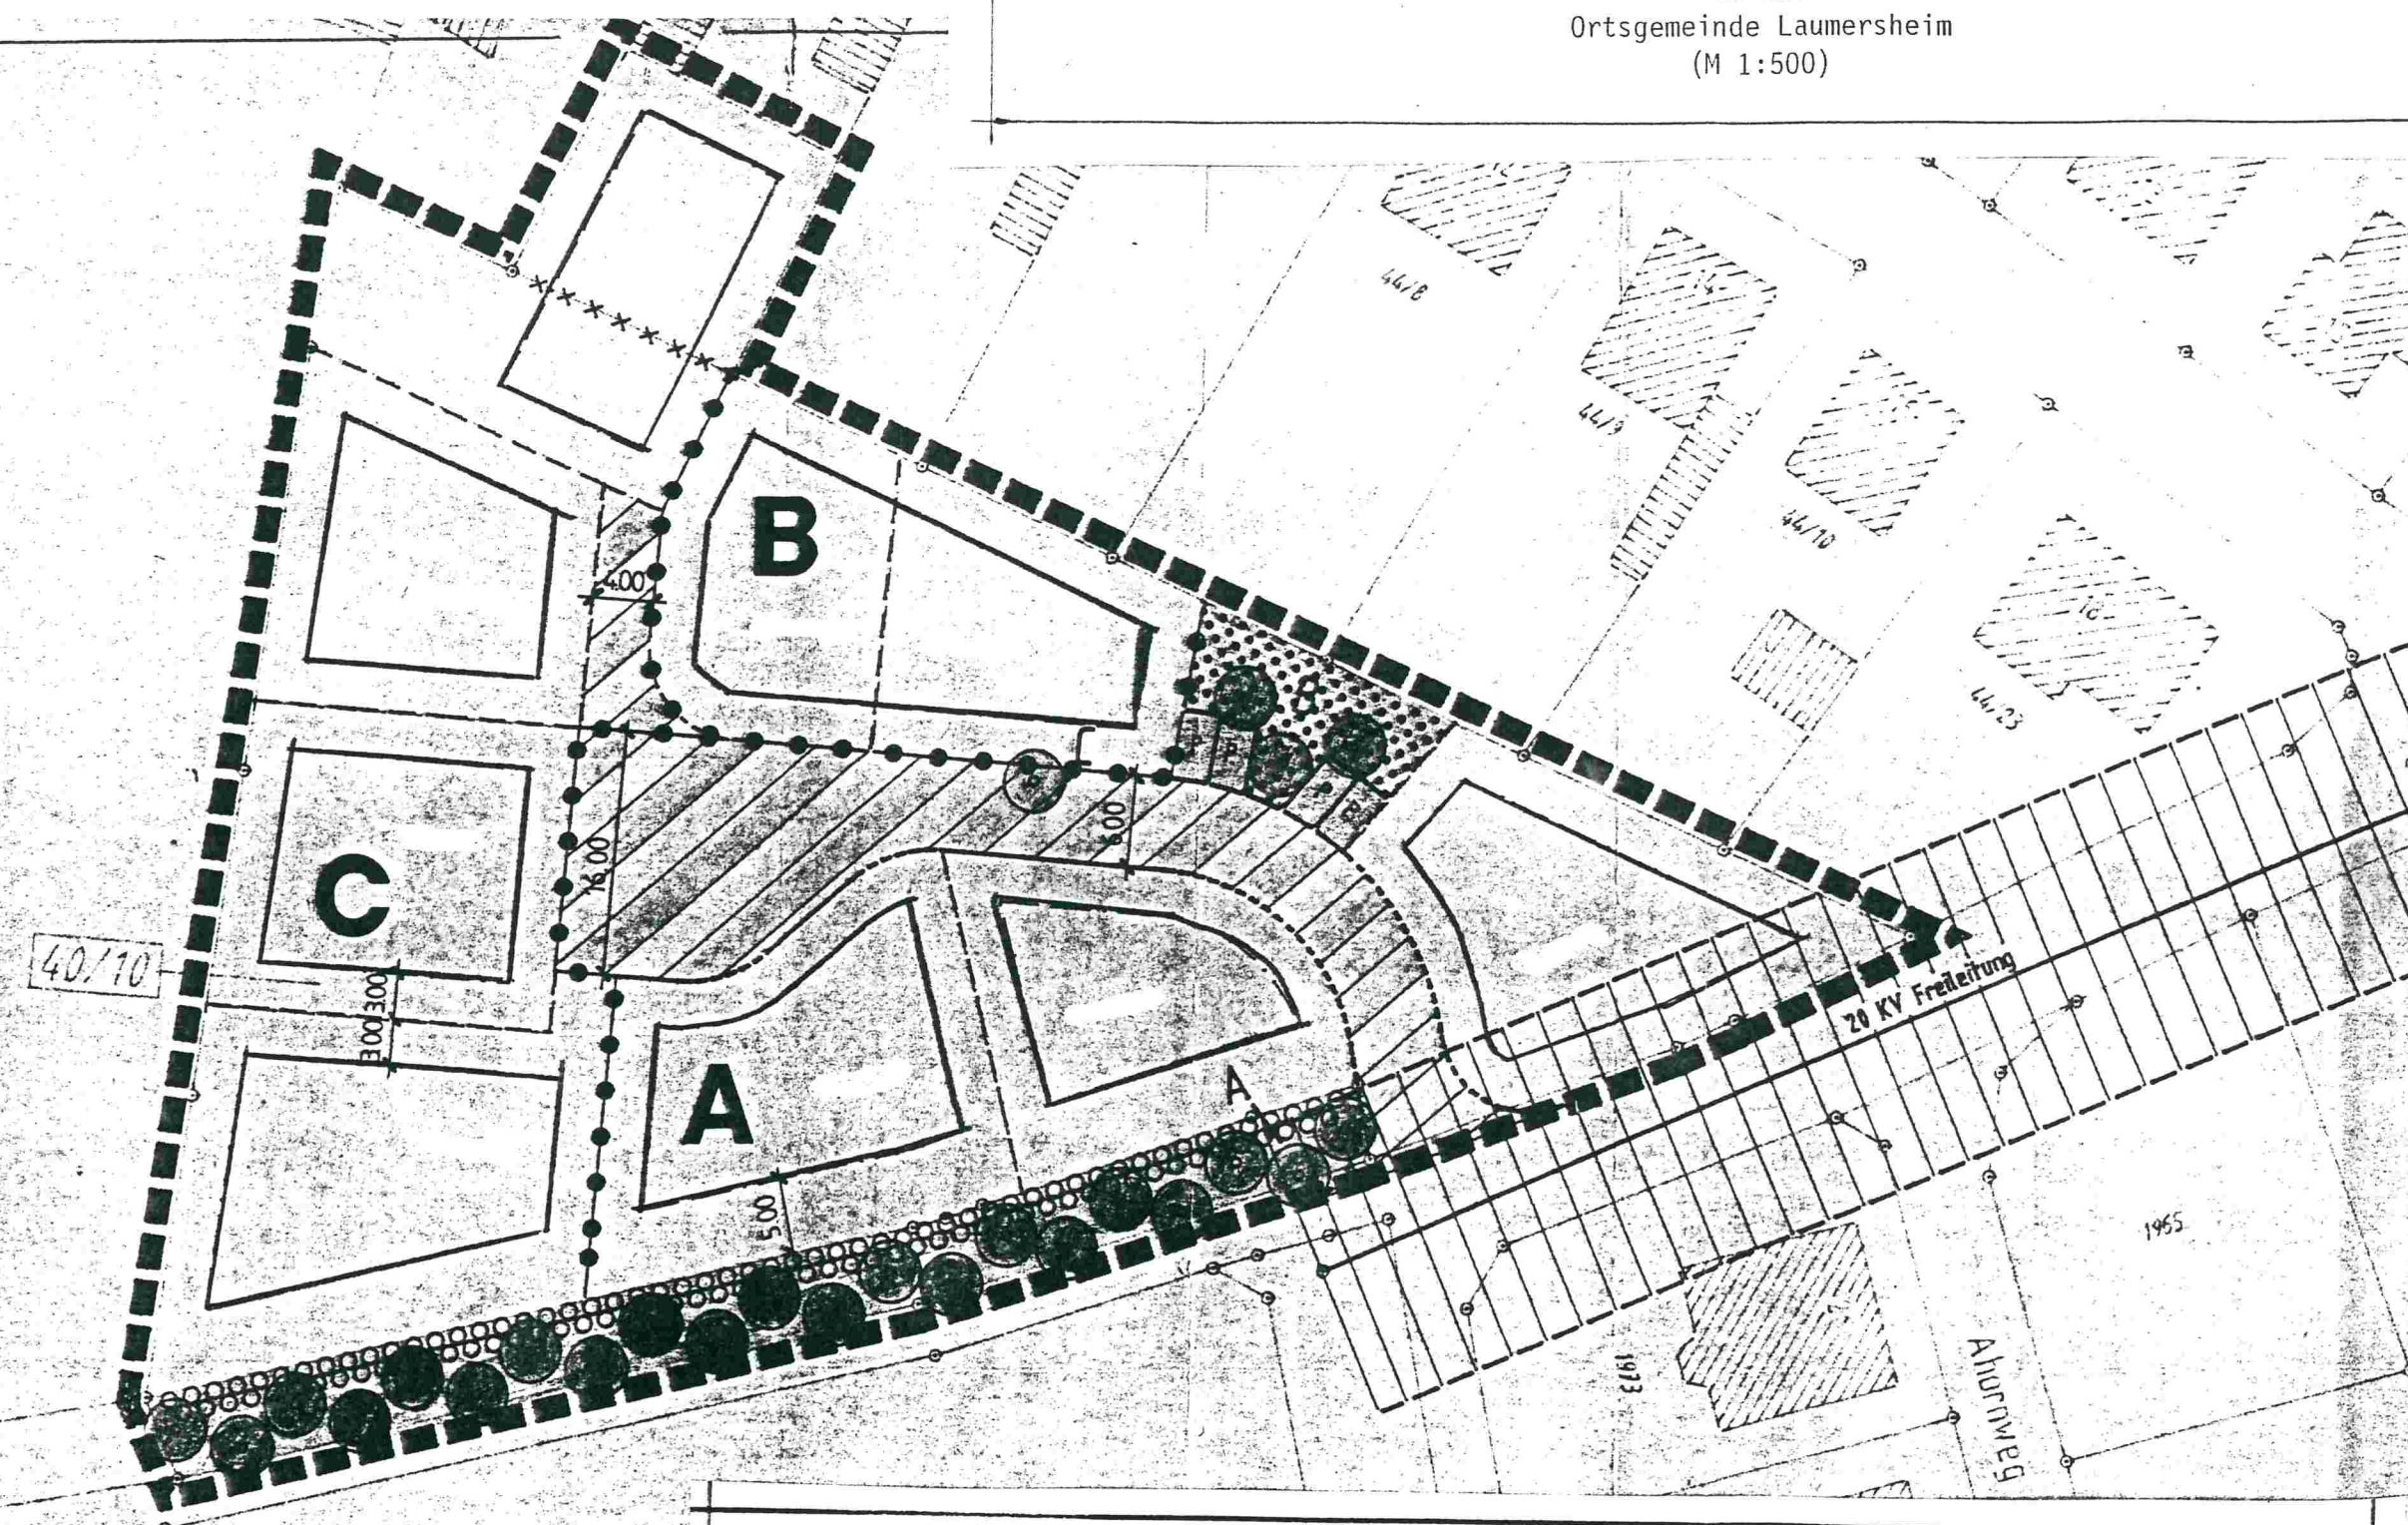 Ortsgemeinde Laumersheim
(M 1:500)
44/8
44/9
44/10
44/23
B
4.00
P
P
P
6.00
16,00
C
40/10
3.00 3.00
A
A
5.00
20 KV Freileitung
1955
1973
Ahornweg